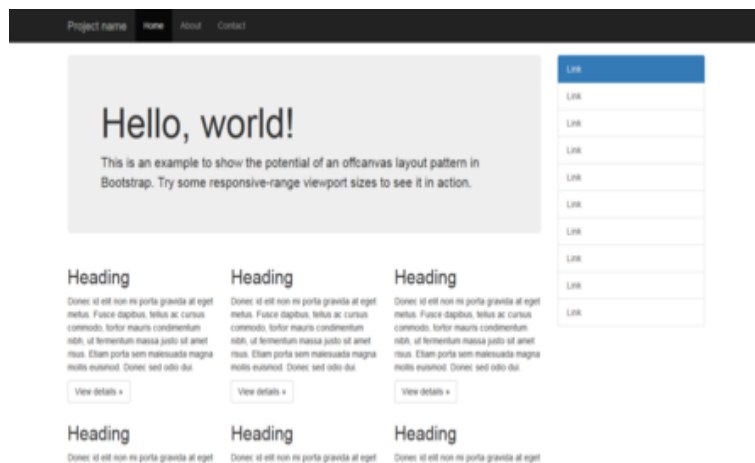 Project name Home About Contact
Hello, world!
This is an example to show the potential of an offcanvas layout pattern in
Bootstrap. Try some responsive-range viewport sizes to see it in action.
Link
Link
Link
Link
Link
Link
Link
Link
Link
Link
Heading
Donec id elit non mi porta gravida at eget
metus. Fusce dapibus, tellus ac cursus
commodo, tortor mauris condimentum
nibh, ut fermentum massa justo sit amet
risus. Etiam porta sem malesuada magna
mollis euismod. Donec sed odio dui.
View details »
Heading
Donec id elit non mi porta gravida at eget
metus. Fusce dapibus, tellus ac cursus
commodo, tortor mauris condimentum
nibh, ut fermentum massa justo sit amet
risus. Etiam porta sem malesuada magna
mollis euismod. Donec sed odio dui.
View details »
Heading
Donec id elit non mi porta gravida at eget
metus. Fusce dapibus, tellus ac cursus
commodo, tortor mauris condimentum
nibh, ut fermentum massa justo sit amet
risus. Etiam porta sem malesuada magna
mollis euismod. Donec sed odio dui.
View details »
Heading
Donec id elit non mi porta gravida at eget
Heading
Donec id elit non mi porta gravida at eget
Heading
Donec id elit non mi porta gravida at eget